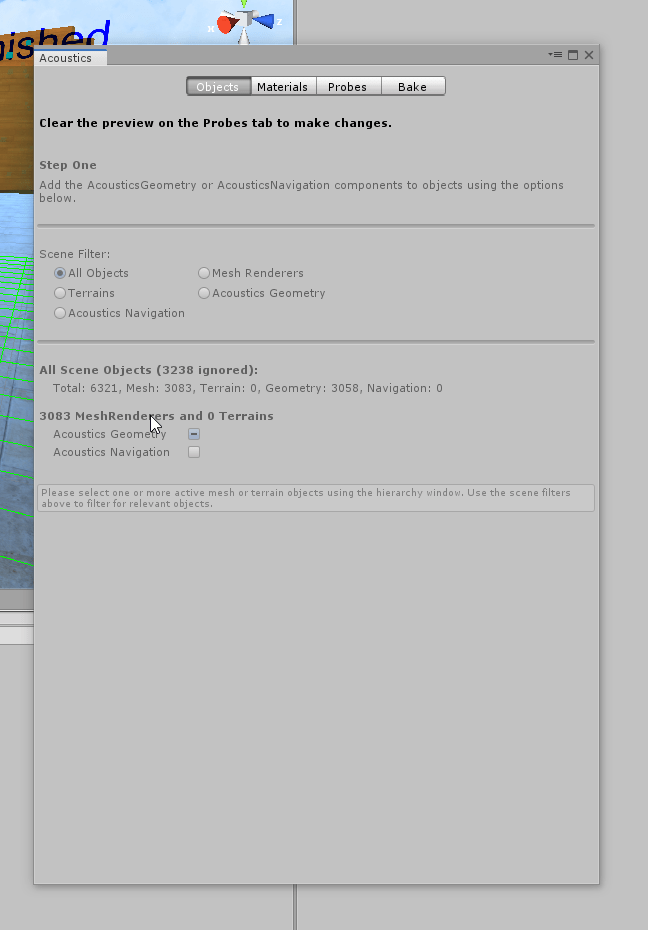 x
z
Acoustics
Objects
Materials
Probes
Bake
Clear the preview on the Probes tab to make changes.
Step One
Add the AcousticsGeometry or AcousticsNavigation components to objects using the options
below.
Scene Filter:
All Objects
Mesh Renderers
Terrains
Acoustics Geometry
Acoustics Navigation
All Scene Objects (3238 ignored):
Total: 6321, Mesh: 3083, Terrain: 0, Geometry: 3058, Navigation: 0
3083 MeshRenderers and 0 Terrains
Acoustics Geometry
Acoustics Navigation
Please select one or more active mesh or terrain objects using the hierarchy window. Use the scene filters
above to filter for relevant objects.